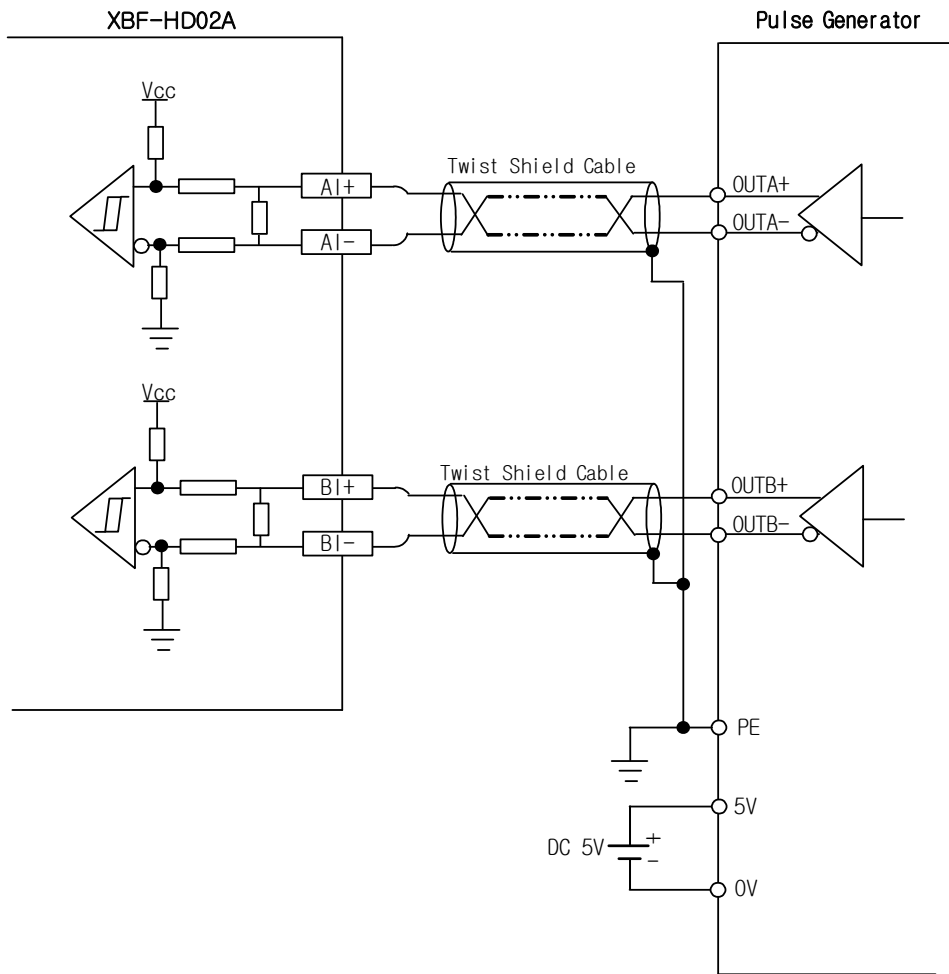 XBF-HD02A
Pulse Generator
Vcc
Twist Shield Cable
AI+
OUTA+
AI-
OUTA-
Vcc
Twist Shield Cable
BI+
OUTB+
BI-
OUTB-
PE
5V
DC 5V
+
-
0V